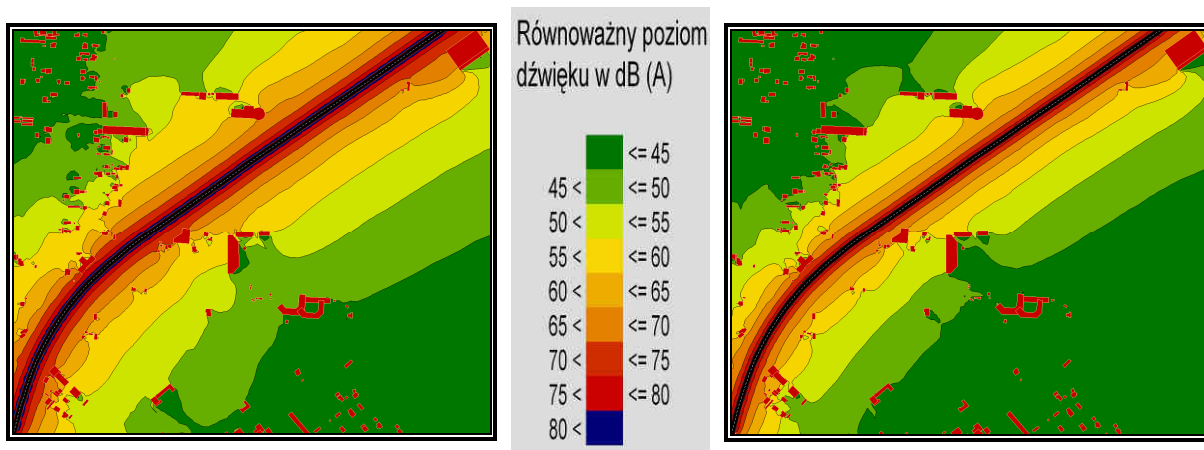 Równoważny poziom
dźwięku w dB (A)
<= 45
45 < <= 50
50 < <= 55
55 < <= 60
60 < <= 65
65 < <= 70
70 < <= 75
75 < <= 80
80 <